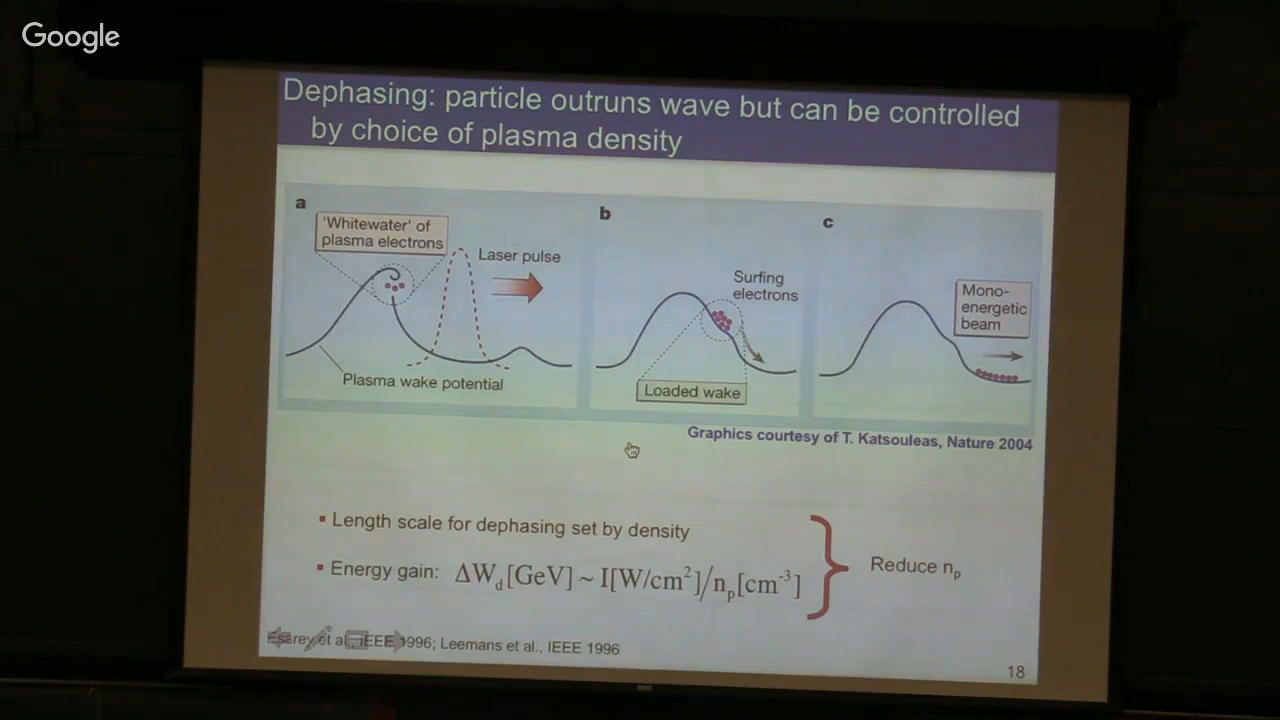 Google
Dephasing: particle outruns wave but can be controlled
by choice of plasma density
a
'Whitewater' of
plasma electrons
Laser pulse
Plasma wake potential
b
Surfing
electrons
Loaded wake
c
Mono-
energetic
beam
Graphics courtesy of T. Katsouleas, Nature 2004
▪ Length scale for dephasing set by density
▪ Energy gain: ΔW_d[GeV] ~ I[W/cm²]/n_p[cm⁻³]
Reduce n_p
Esarey et al., IEEE 1996; Leemans et al., IEEE 1996
18